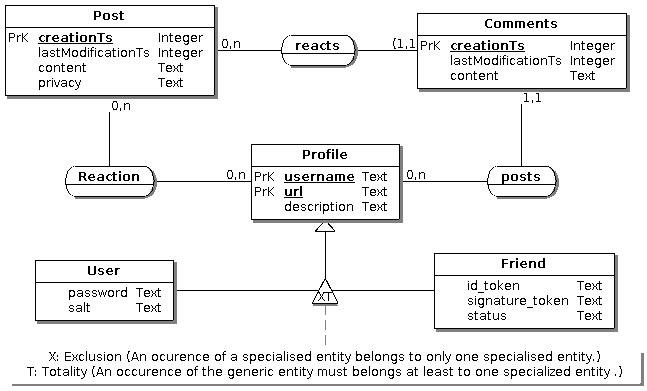 Post
PrK creationTs Integer
lastModificationTs Integer
content Text
privacy Text
0,n
reacts
(1,1
Comments
PrK creationTs Integer
lastModificationTs Integer
content Text
0,n
1,1
Reaction
0,n
Profile
PrK username Text
PrK url Text
description Text
0,n
posts
User
password Text
salt Text
XT
Friend
id_token Text
signature_token Text
status Text
X: Exclusion (An ocurence of a specialised entity belongs to only one specialised entity.)
T: Totality (An occurence of the generic entity must belongs at least to one specialized entity .)